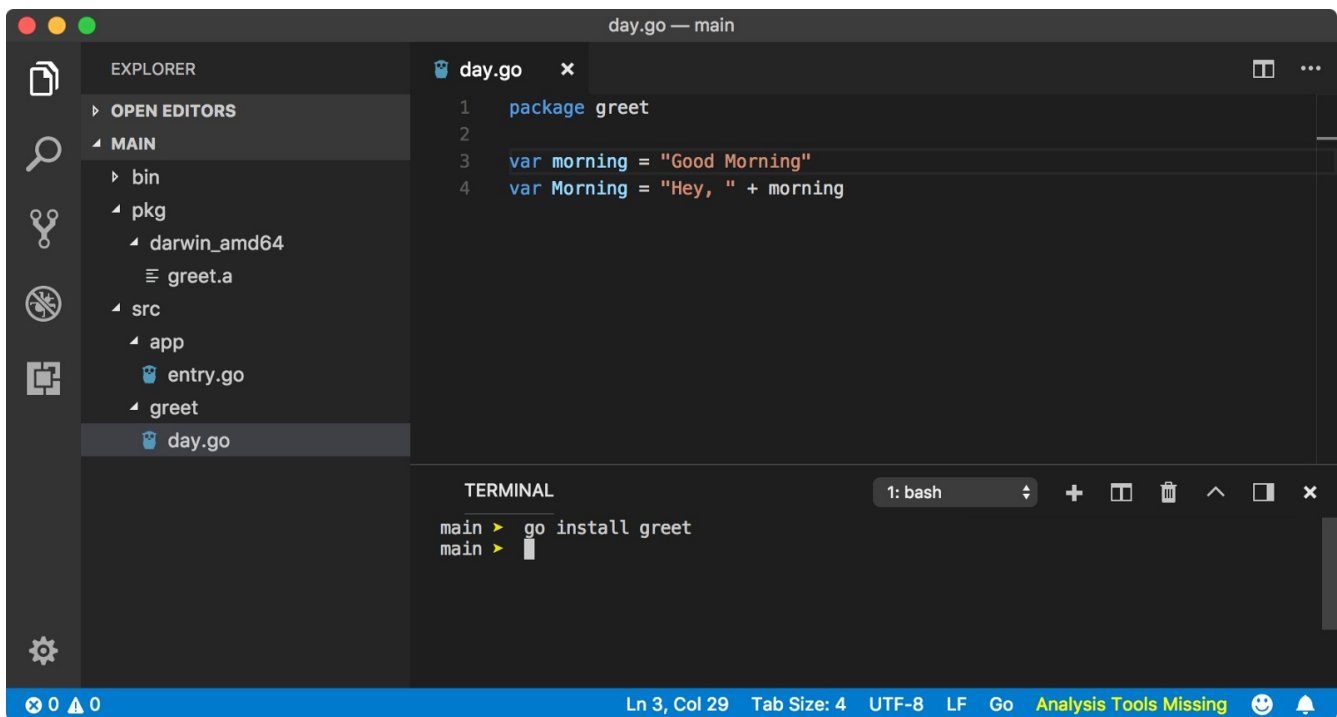 day.go — main
EXPLORER
OPEN EDITORS
MAIN
bin
pkg
darwin_amd64
greet.a
src
app
entry.go
greet
day.go
day.go
1 package greet
2
3 var morning = "Good Morning"
4 var Morning = "Hey, " + morning
TERMINAL
1: bash
main ➤ go install greet
main ➤
0 0
Ln 3, Col 29 Tab Size: 4 UTF-8 LF Go Analysis Tools Missing